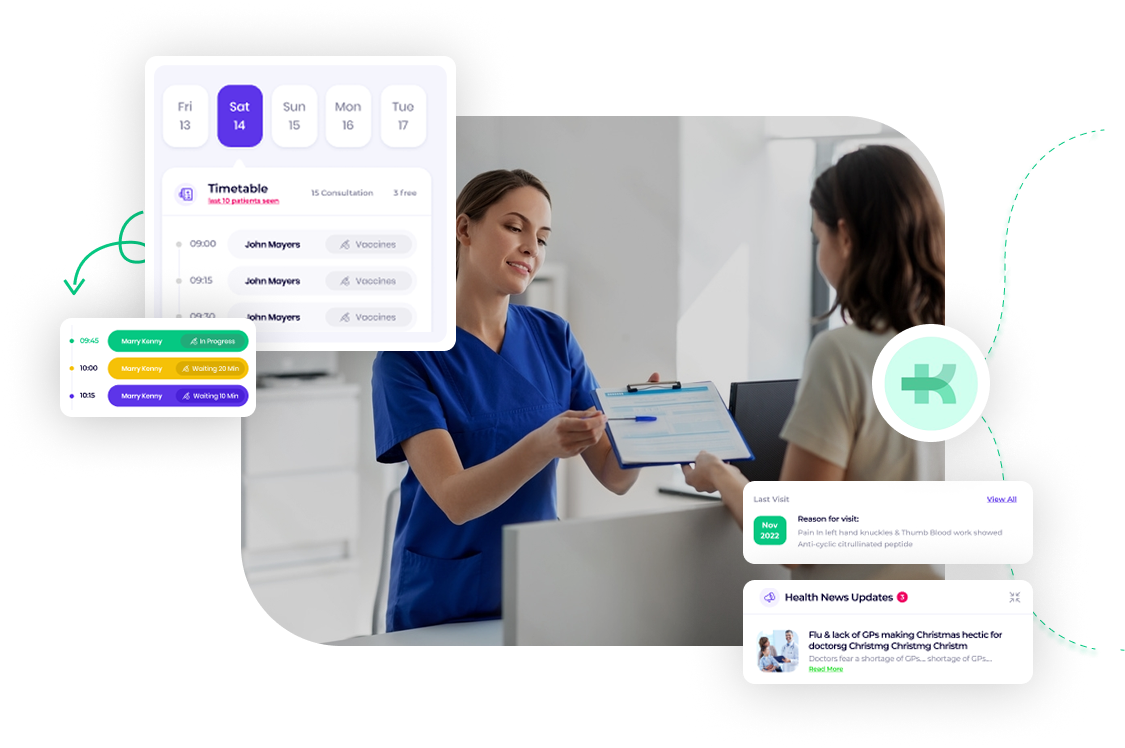 Fri
13
Sat
14
Sun
15
Mon
16
Tue
17
Timetable
last 10 patients seen
15 Consultation
3 free
09:00 John Mayers Vaccines
09:15 John Mayers Vaccines
09:30 John Mayers Vaccines
09:45 Marry Kenny In Progress
10:00 Marry Kenny Waiting 20 Min
10:15 Marry Kenny Waiting 10 Min
Last Visit View All
Nov
2022
Reason for visit:
Pain In left hand knuckles & Thumb Blood work showed
Anti-cyclic citrullinated peptide
Health News Updates 3
Flu & lack of GPs making Christmas hectic for
doctorsg Christmg Christmg Christm
Doctors fear a shortage of GPs... shortage of GPs...
Read More